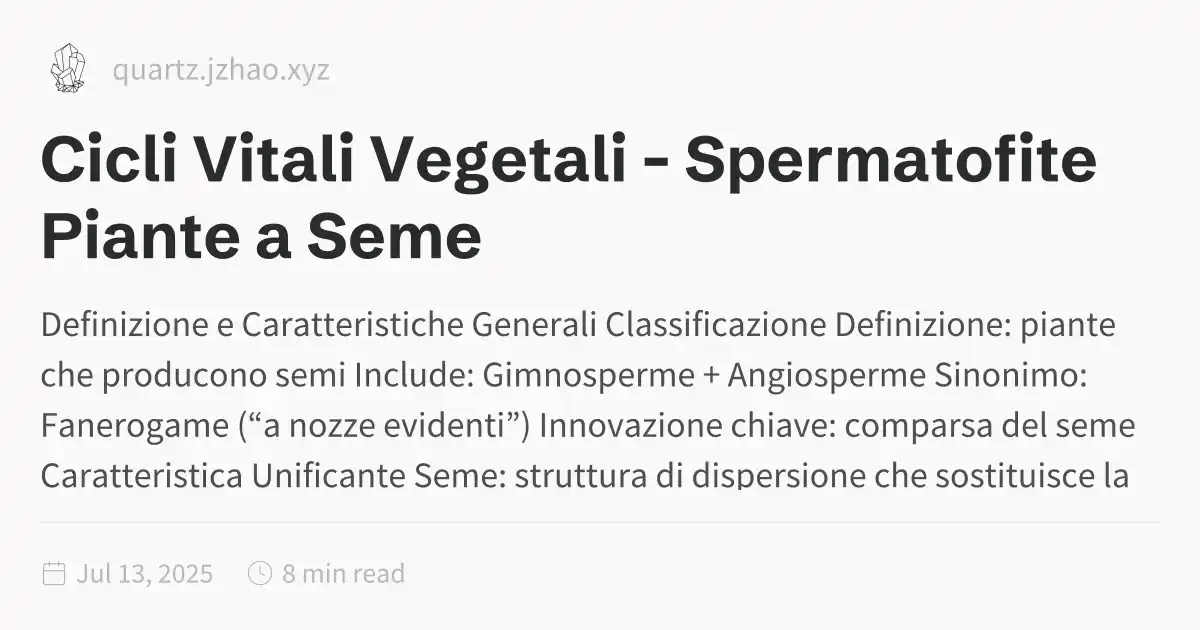 quartz.jzhao.xyz
Cicli Vitali Vegetali - Spermatofite
Piante a Seme
Definizione e Caratteristiche Generali Classificazione Definizione: piante
che producono semi Include: Gimnosperme + Angiosperme Sinonimo:
Fanerogame (“a nozze evidenti”) Innovazione chiave: comparsa del seme
Caratteristica Unificante Seme: struttura di dispersione che sostituisce la
Jul 13, 2025
8 min read